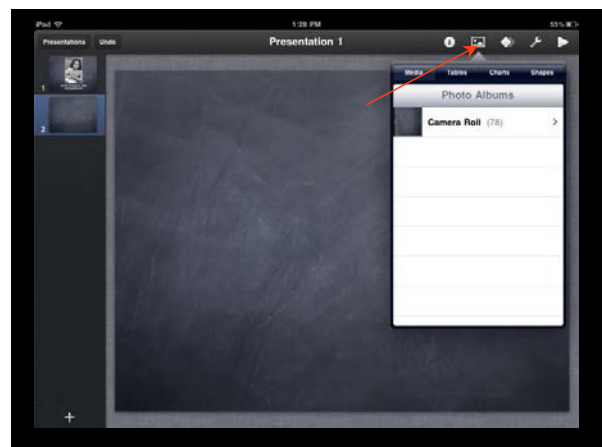 iPad 1:28 PM 55%
Presentations Undo Presentation 1
Media Tables Charts Shapes
Photo Albums
Camera Roll (78)
1
2
+